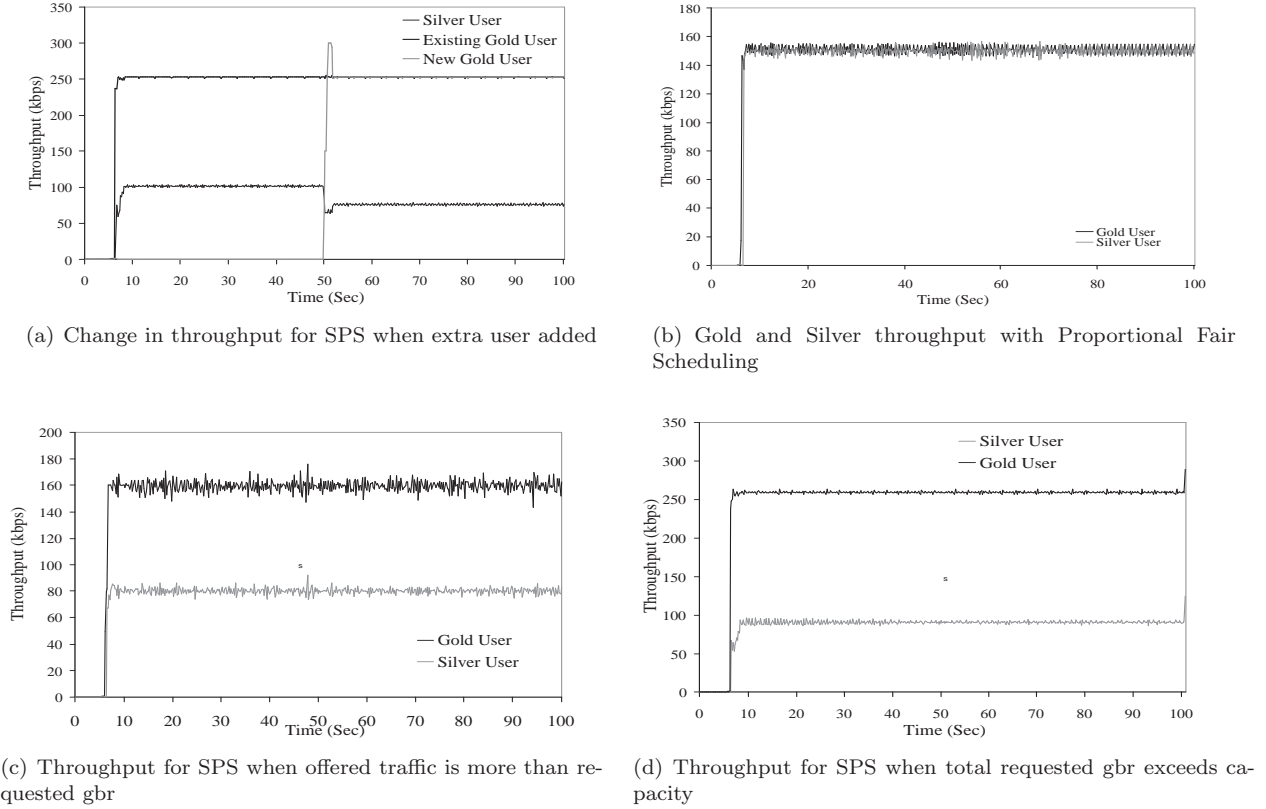 350
300
250
200
150
100
50
0
Throughput (kbps)
Silver User
Existing Gold User
New Gold User
0 10 20 30 40 50 60 70 80 90 100
Time (Sec)
(a) Change in throughput for SPS when extra user added
180
160
140
120
100
80
60
40
20
0
Throughput (kbps)
Gold User
Silver User
0 20 40 60 80 100
Time (Sec)
(b) Gold and Silver throughput with Proportional Fair
Scheduling
200
180
160
140
120
100
80
60
40
20
0
Throughput (kbps)
s
Gold User
Silver User
0 10 20 30 40 50 60 70 80 90 100
Time (Sec)
(c) Throughput for SPS when offered traffic is more than re-
quested gbr
350
300
250
200
150
100
50
0
Throughput (kbps)
Silver User
Gold User
s
0 10 20 30 40 50 60 70 80 90 100
Time (Sec)
(d) Throughput for SPS when total requested gbr exceeds ca-
pacity